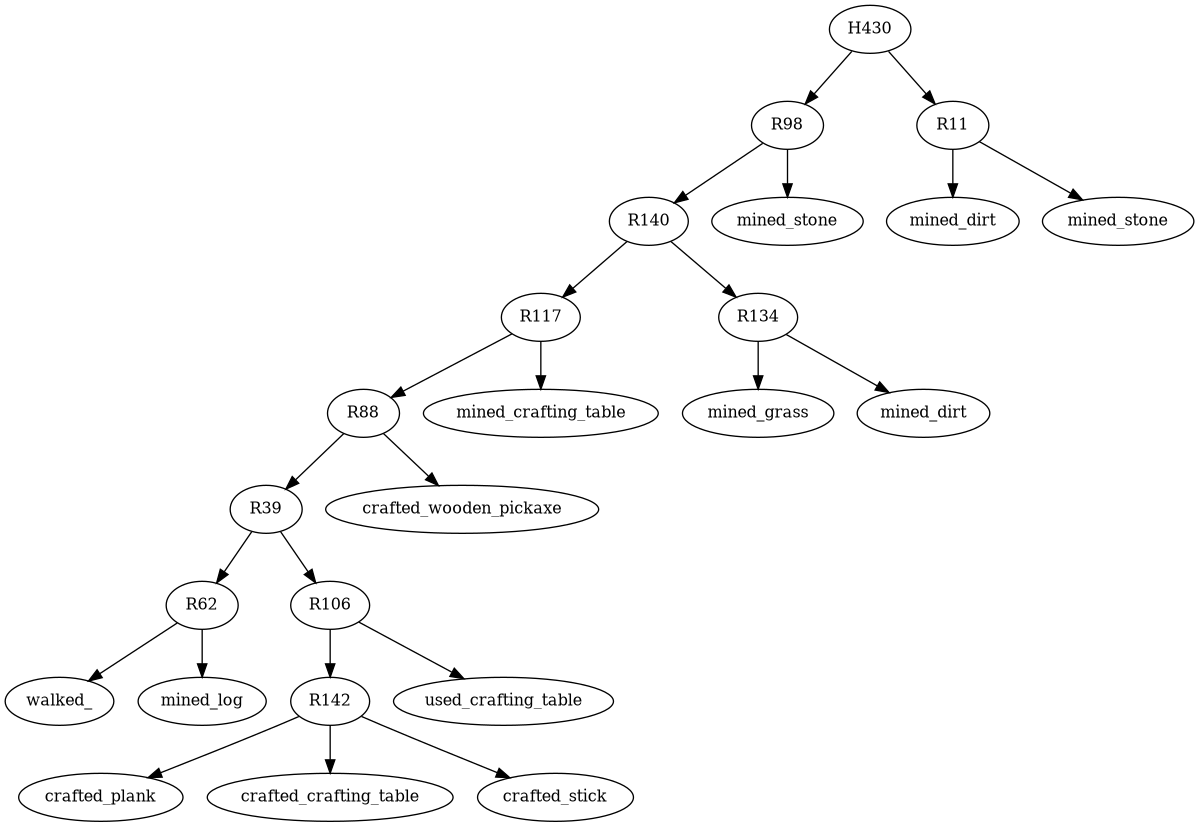 H430
R98
R11
R140
mined_stone
mined_dirt
mined_stone
R117
R134
R88
mined_crafting_table
mined_grass
mined_dirt
R39
crafted_wooden_pickaxe
R62
R106
walked_
mined_log
R142
used_crafting_table
crafted_plank
crafted_crafting_table
crafted_stick